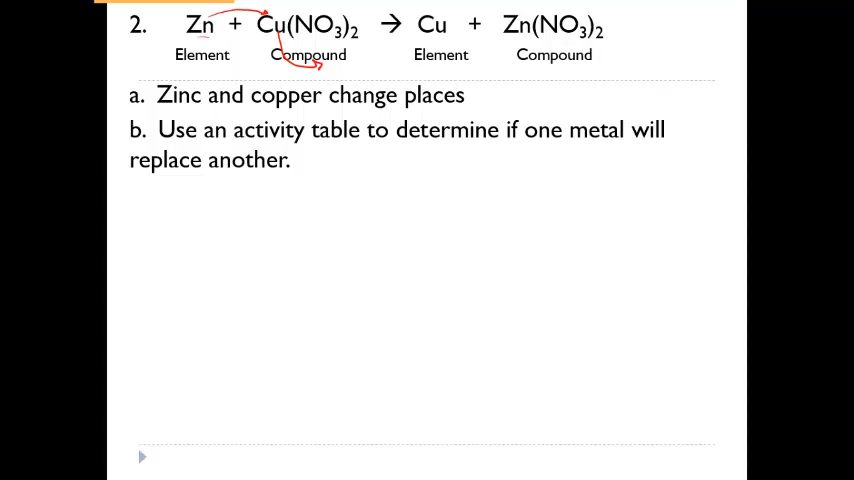 2. Zn + Cu(NO₃)₂ → Cu + Zn(NO₃)₂
Element Compound Element Compound
a. Zinc and copper change places
b. Use an activity table to determine if one metal will
replace another.